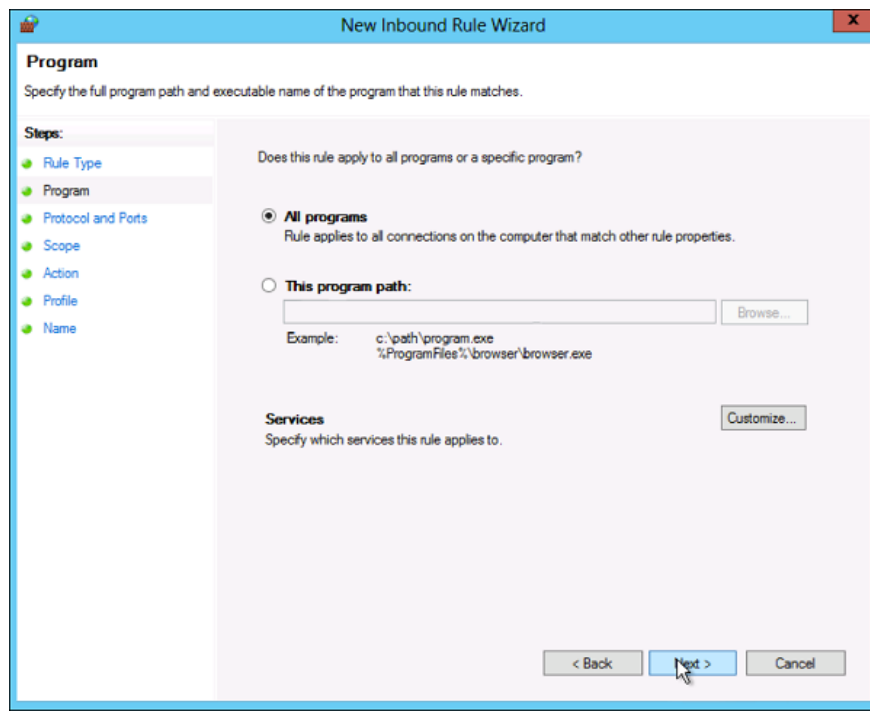 New Inbound Rule Wizard
X
Program
Specify the full program path and executable name of the program that this rule matches.
Steps:
Rule Type
Program
Protocol and Ports
Scope
Action
Profile
Name
Does this rule apply to all programs or a specific program?
All programs
Rule applies to all connections on the computer that match other rule properties.
This program path:
Browse...
Example: c:\path\program.exe
%ProgramFiles%\browser\browser.exe
Services
Customize...
Specify which services this rule applies to.
< Back Next > Cancel